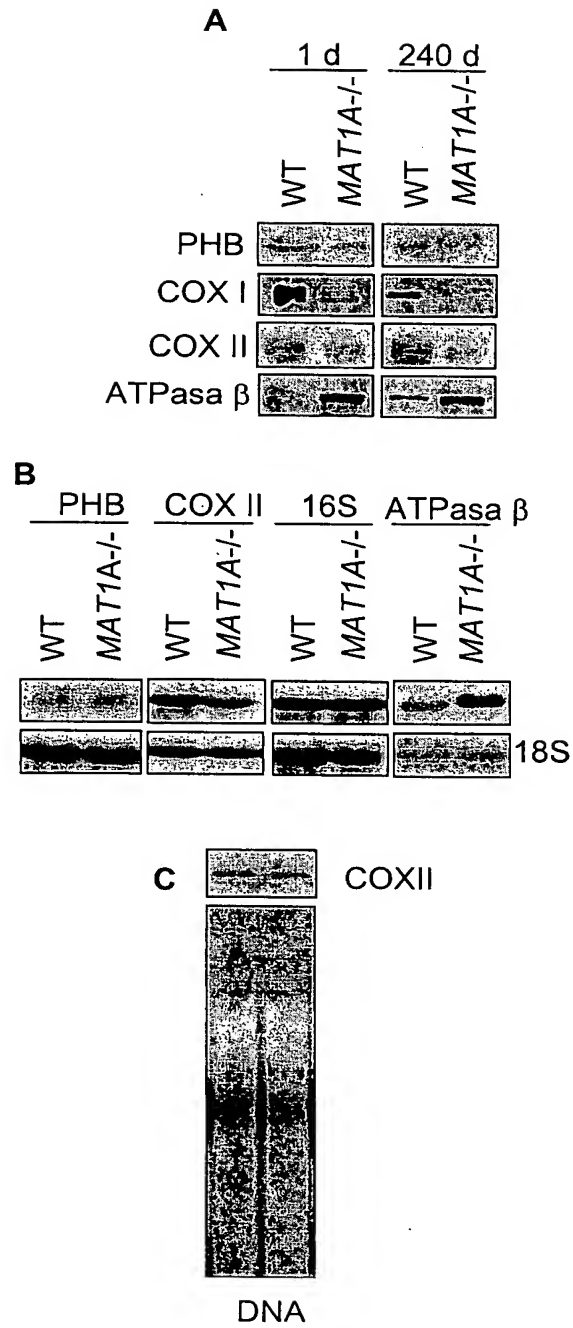 A
1 d 240 d
WT MAT1A-/- WT MAT1A-/-
PHB
COX I
COX II
ATPasa β
B
PHB COX II 16S ATPasa β
WT MAT1A-/- WT MAT1A-/- WT MAT1A-/- WT MAT1A-/-
18S
C COXII
DNA